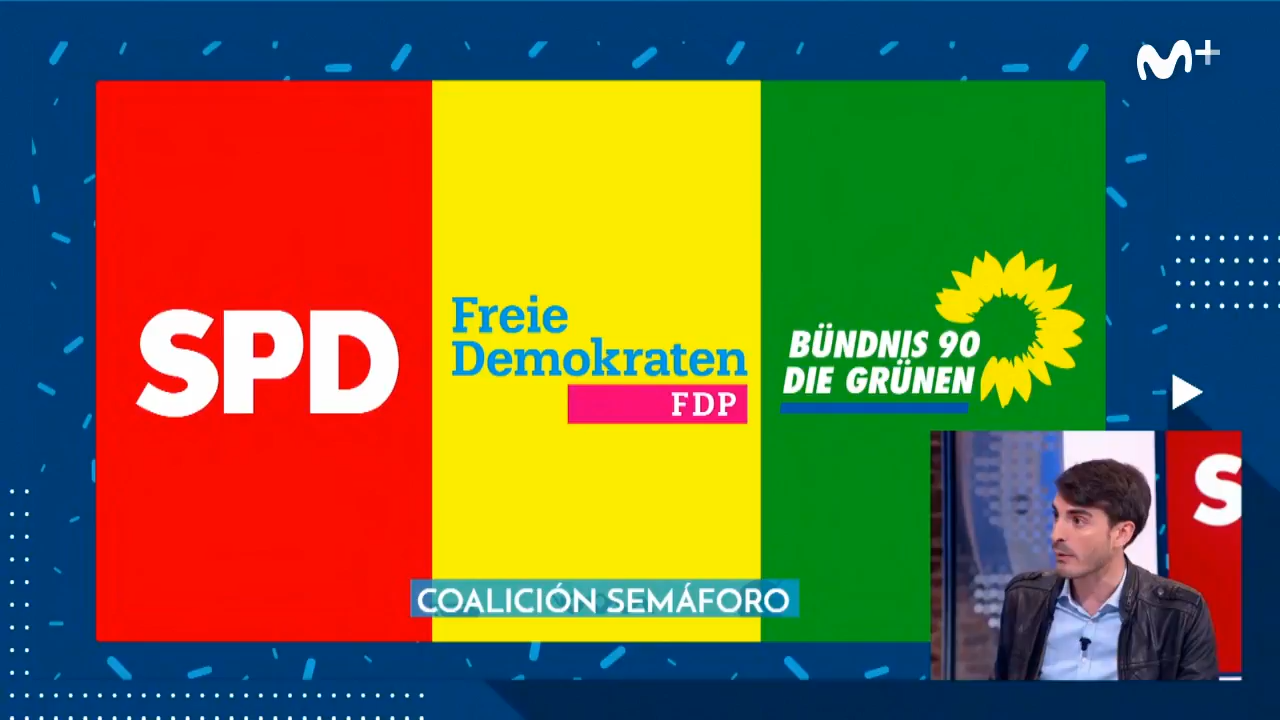 M+
SPD
Freie
Demokraten
FDP
BÜNDNIS 90
DIE GRÜNEN
COALICIÓN SEMÁFORO
S